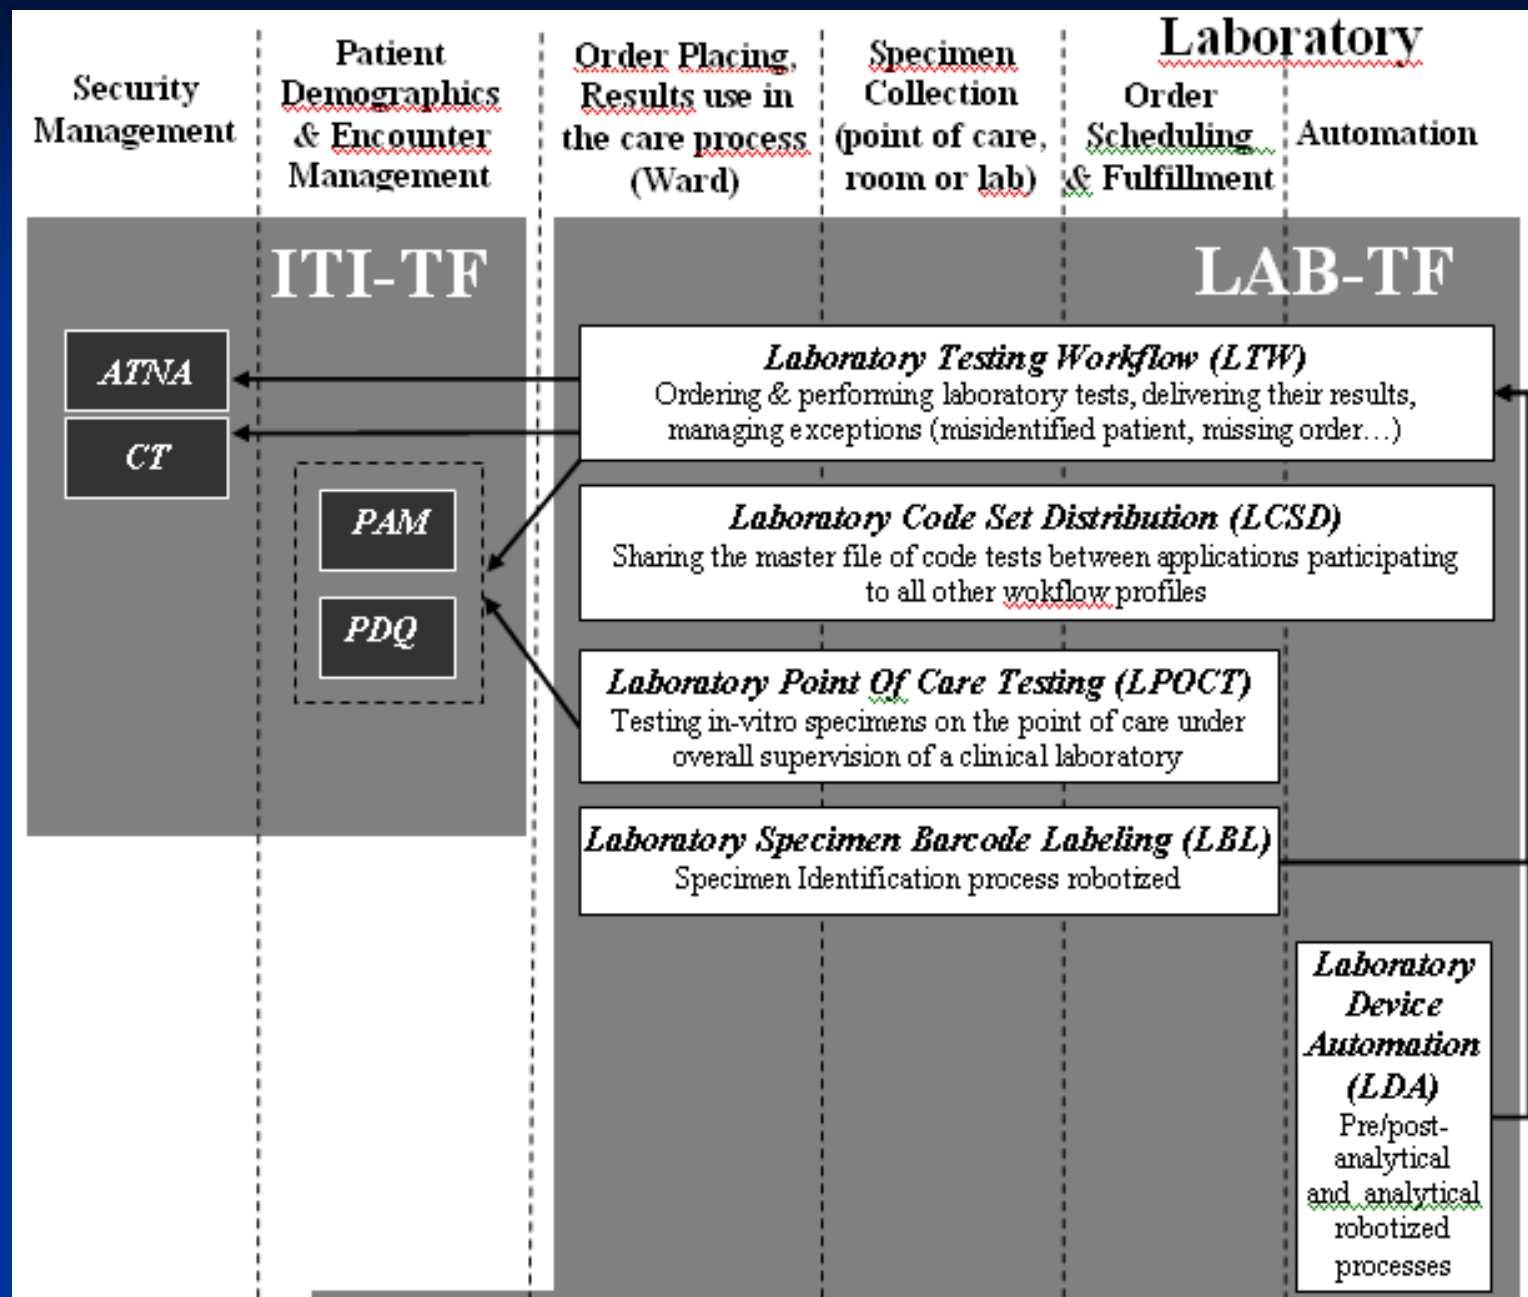 Security
Management
Patient
Demographics
& Encounter
Management
Order Placing,
Results use in
the care process
(Ward)
Specimen
Collection
(point of care,
room or lab)
Laboratory
Order
Scheduling
& Fulfillment
Automation
ITI-TF
LAB-TF
ATNA
CT
PAM
PDQ
Laboratory Testing Workflow (LTW)
Ordering & performing laboratory tests, delivering their results,
managing exceptions (misidentified patient, missing order…)
Laboratory Code Set Distribution (LCSD)
Sharing the master file of code tests between applications participating
to all other wokflow profiles
Laboratory Point Of Care Testing (LPOCT)
Testing in-vitro specimens on the point of care under
overall supervision of a clinical laboratory
Laboratory Specimen Barcode Labeling (LBL)
Specimen Identification process robotized
Laboratory
Device
Automation
(LDA)
Pre/post-
analytical
and analytical
robotized
processes